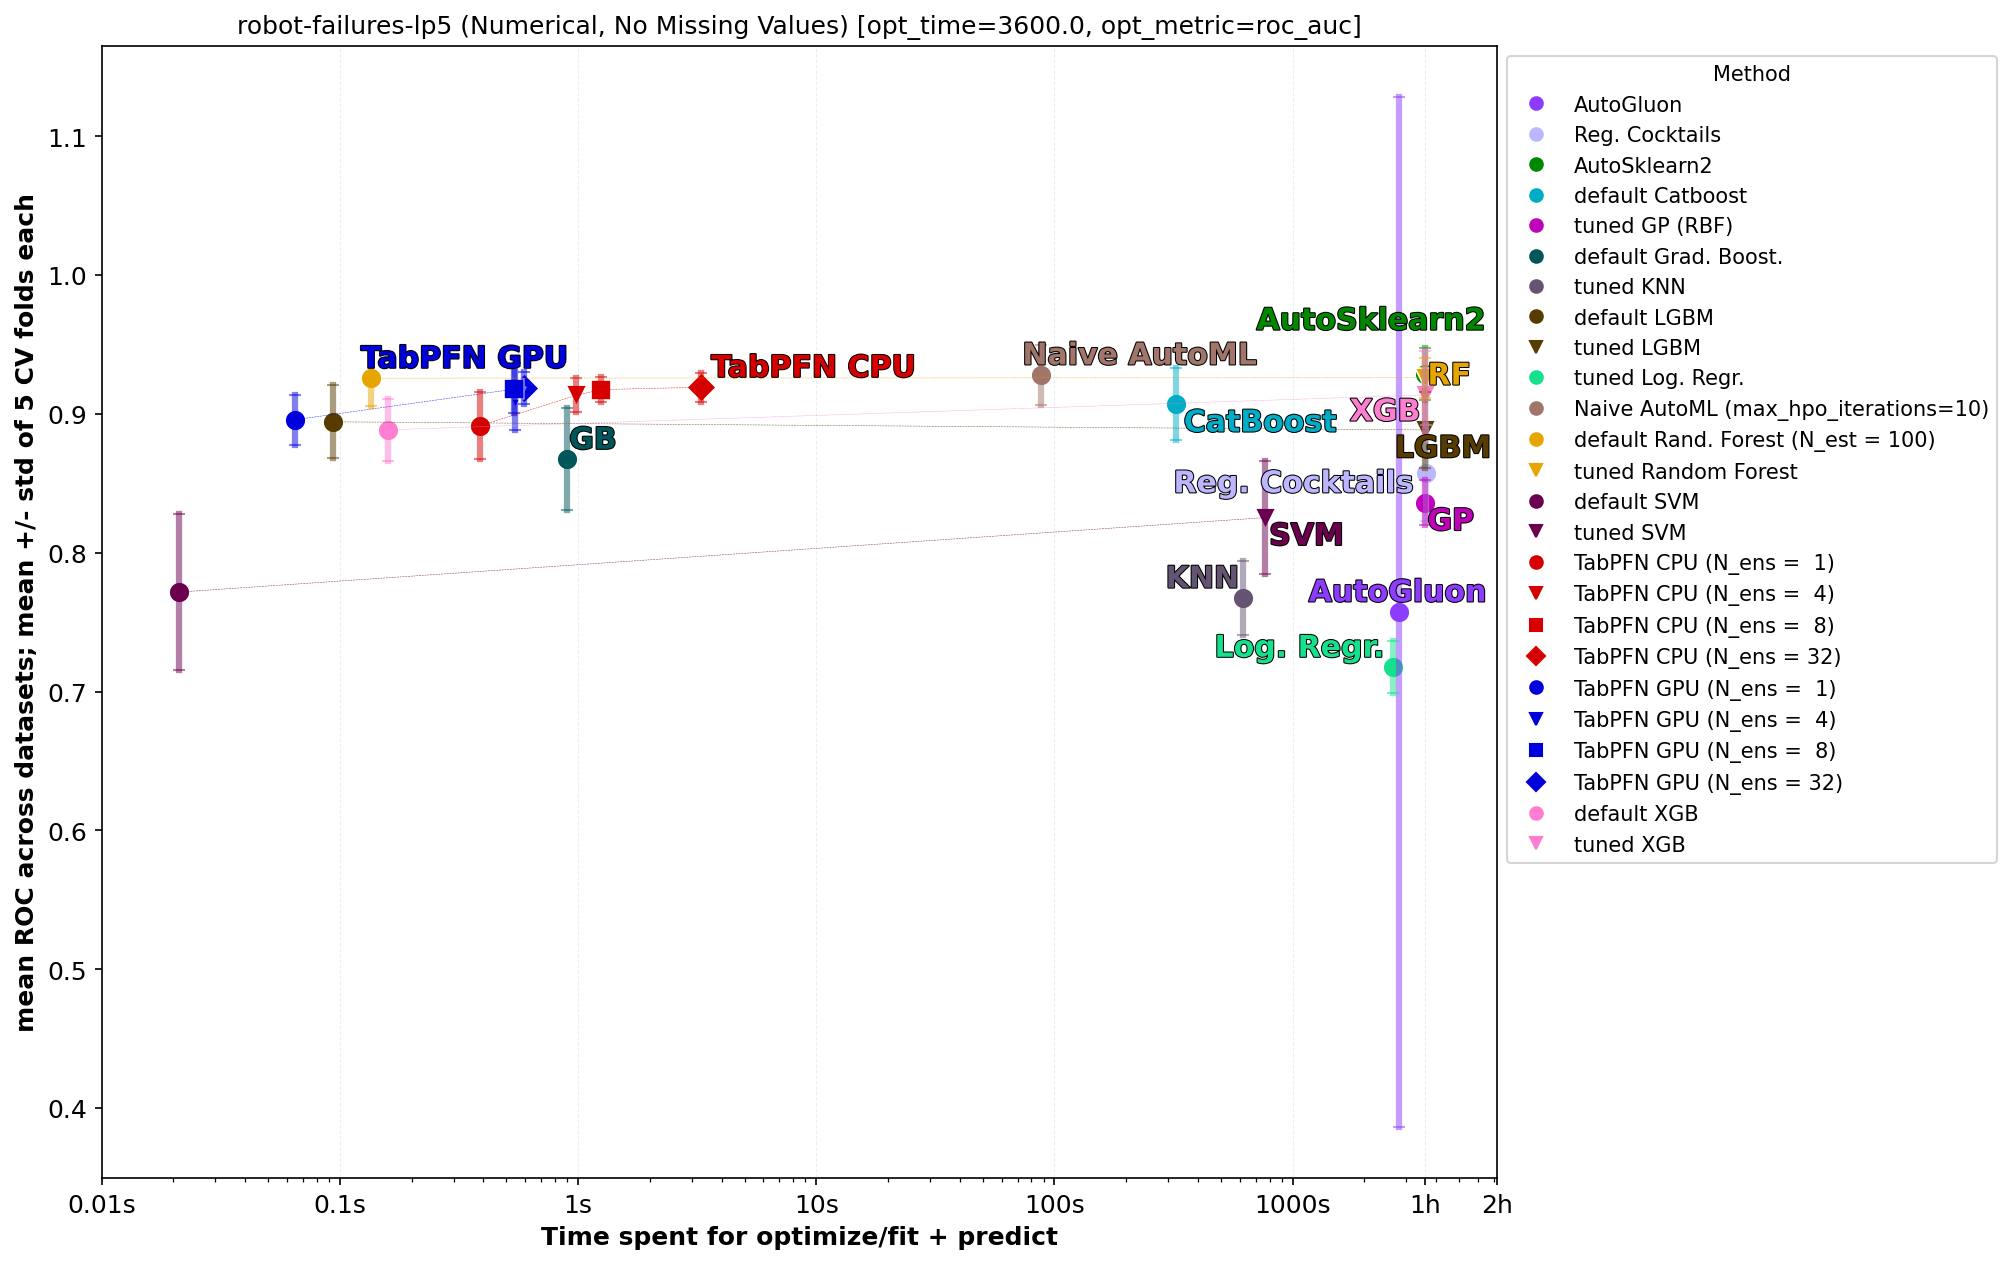 robot-failures-lp5 (Numerical, No Missing Values) [opt_time=3600.0, opt_metric=roc_auc]
mean ROC across datasets; mean +/- std of 5 CV folds each
1.1
1.0
0.9
0.8
0.7
0.6
0.5
0.4
AutoSklearn2
TabPFN GPU
TabPFN CPU
Naive AutoML
RF
XGB
CatBoost
GB
LGBM
Reg. Cocktails
GP
SVM
KNN
AutoGluon
Log. Regr.
0.01s
0.1s
1s
10s
100s
1000s
1h
2h
Time spent for optimize/fit + predict
Method
AutoGluon
Reg. Cocktails
AutoSklearn2
default Catboost
tuned GP (RBF)
default Grad. Boost.
tuned KNN
default LGBM
tuned LGBM
tuned Log. Regr.
Naive AutoML (max_hpo_iterations=10)
default Rand. Forest (N_est = 100)
tuned Random Forest
default SVM
tuned SVM
TabPFN CPU (N_ens =  1)
TabPFN CPU (N_ens =  4)
TabPFN CPU (N_ens =  8)
TabPFN CPU (N_ens = 32)
TabPFN GPU (N_ens =  1)
TabPFN GPU (N_ens =  4)
TabPFN GPU (N_ens =  8)
TabPFN GPU (N_ens = 32)
default XGB
tuned XGB